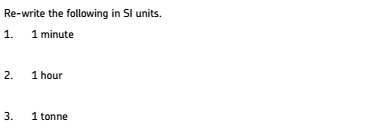 Re-write the following in SI units.
1. 1 minute
2. 1 hour
3. 1 tonne